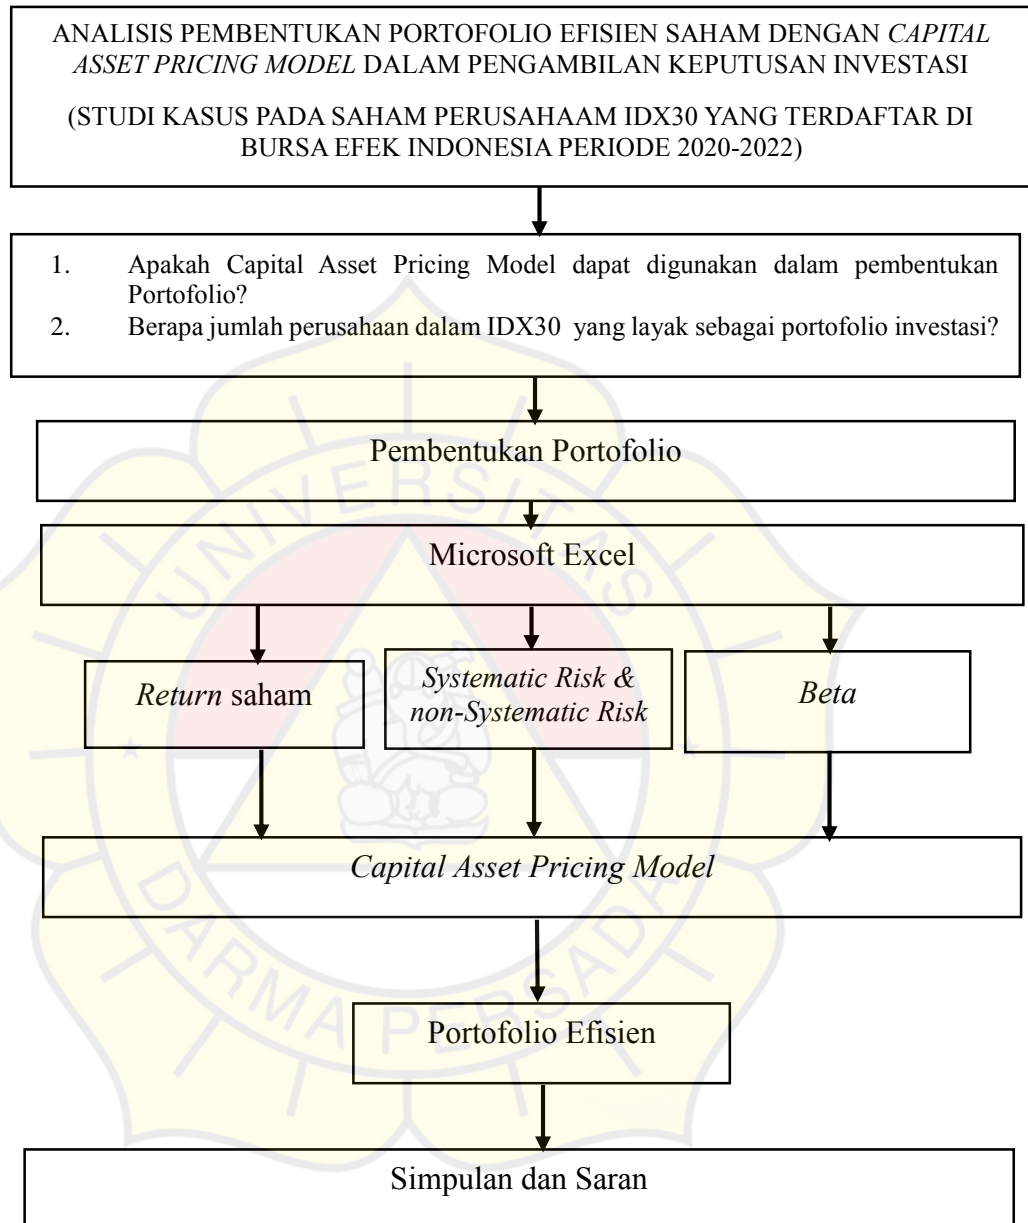 ANALISIS PEMBENTUKAN PORTOFOLIO EFISIEN SAHAM DENGAN CAPITAL
ASSET PRICING MODEL DALAM PENGAMBILAN KEPUTUSAN INVESTASI
(STUDI KASUS PADA SAHAM PERUSAHAAM IDX30 YANG TERDAFTAR DI
BURSA EFEK INDONESIA PERIODE 2020-2022)
1. Apakah Capital Asset Pricing Model dapat digunakan dalam pembentukan
Portofolio?
2. Berapa jumlah perusahaan dalam IDX30 yang layak sebagai portofolio investasi?
Pembentukan Portofolio
Microsoft Excel
Return saham
Systematic Risk &
non-Systematic Risk
Beta
Capital Asset Pricing Model
Portofolio Efisien
Simpulan dan Saran
UNIVERSITAS
DARMA PERSADA